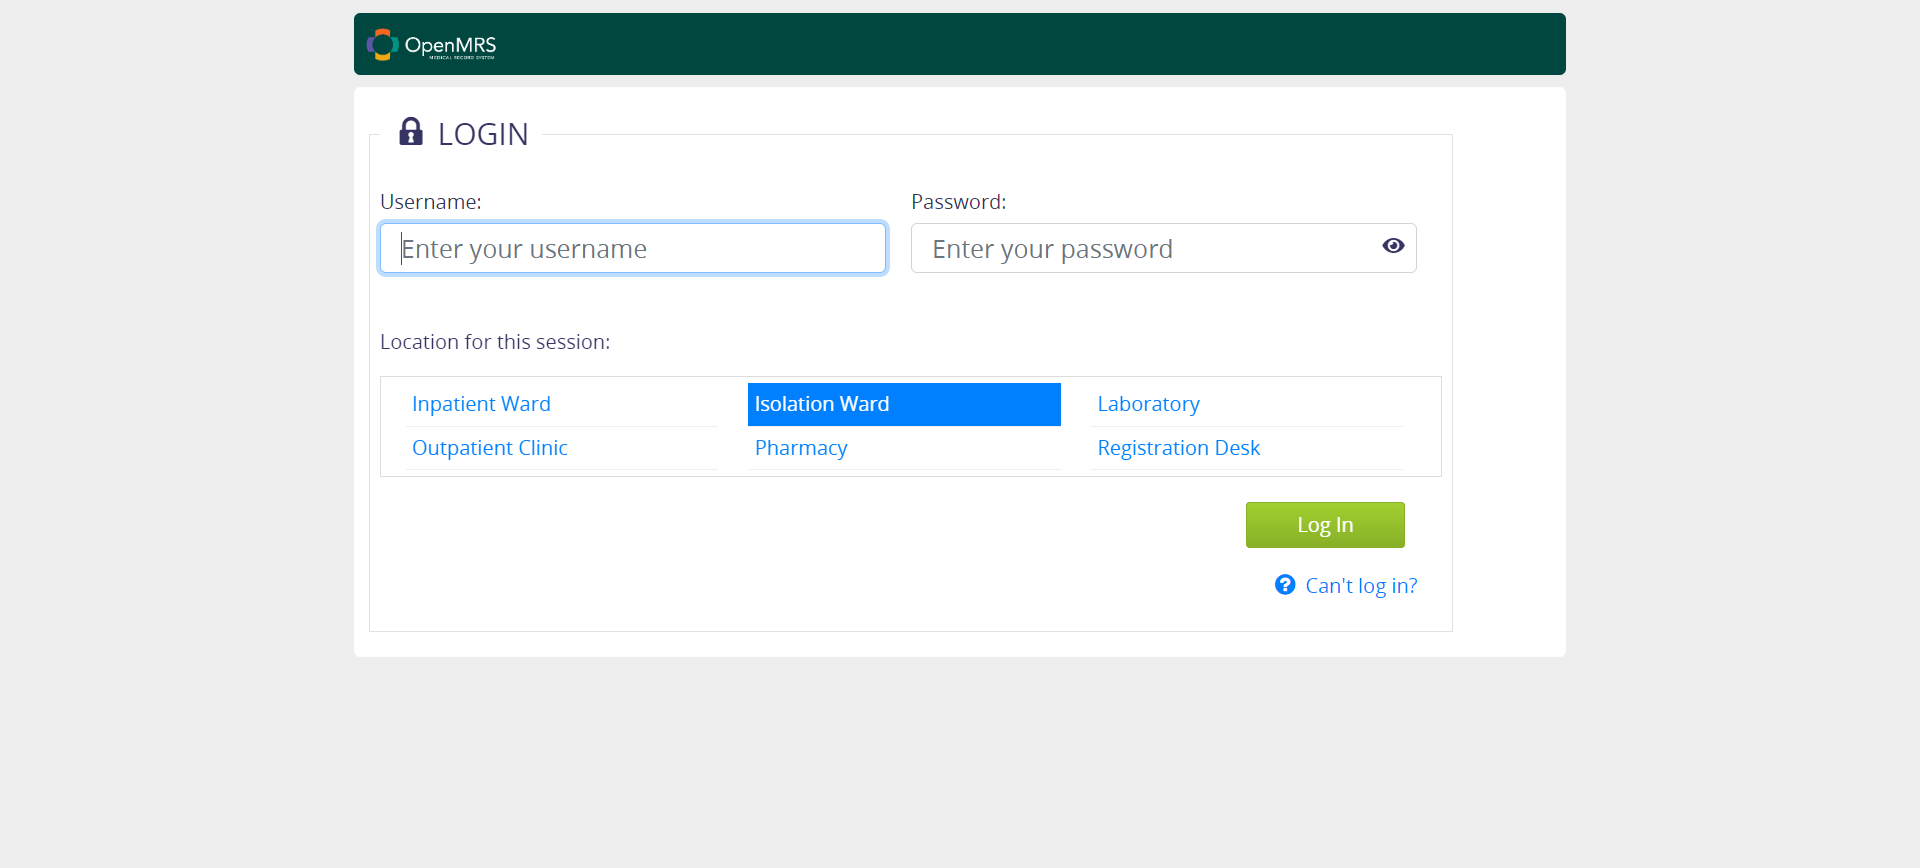 OpenMRS
MEDICAL RECORD SYSTEM
LOGIN
Username:
Password:
Enter your username
Enter your password
Location for this session:
Inpatient Ward
Isolation Ward
Laboratory
Outpatient Clinic
Pharmacy
Registration Desk
Log In
Can't log in?